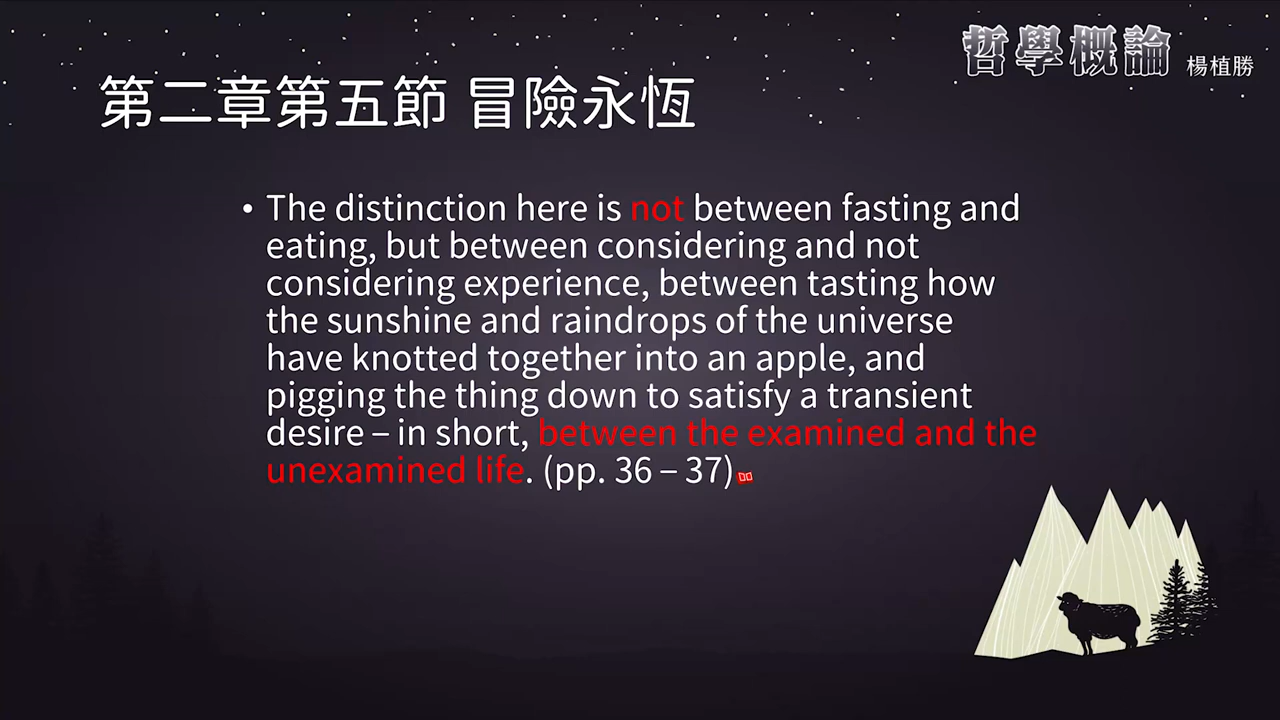 哲學概論 楊植勝
第二章第五節 冒險永恆
• The distinction here is not between fasting and
eating, but between considering and not
considering experience, between tasting how
the sunshine and raindrops of the universe
have knotted together into an apple, and
pigging the thing down to satisfy a transient
desire – in short, between the examined and the
unexamined life. (pp. 36 – 37)